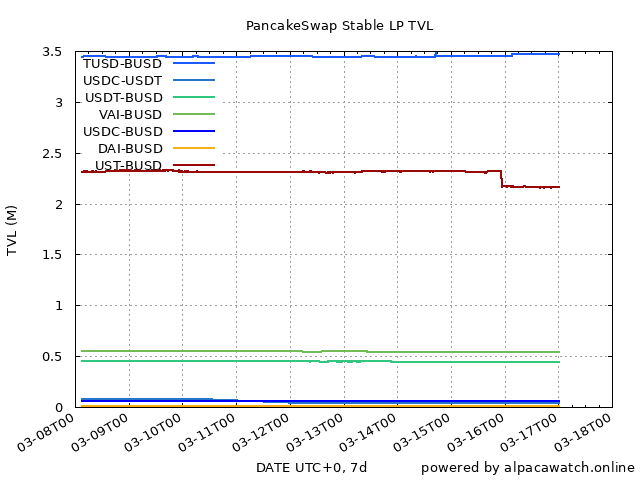 PancakeSwap Stable LP TVL
3.5
3
2.5
2
1.5
1
0.5
0
TVL (M)
TUSD-BUSD
USDC-USDT
USDT-BUSD
VAI-BUSD
USDC-BUSD
DAI-BUSD
UST-BUSD
03-08T00
03-09T00
03-10T00
03-11T00
03-12T00
03-13T00
03-14T00
03-15T00
03-16T00
03-17T00
03-18T00
DATE UTC+0, 7d
powered by alpacawatch.online